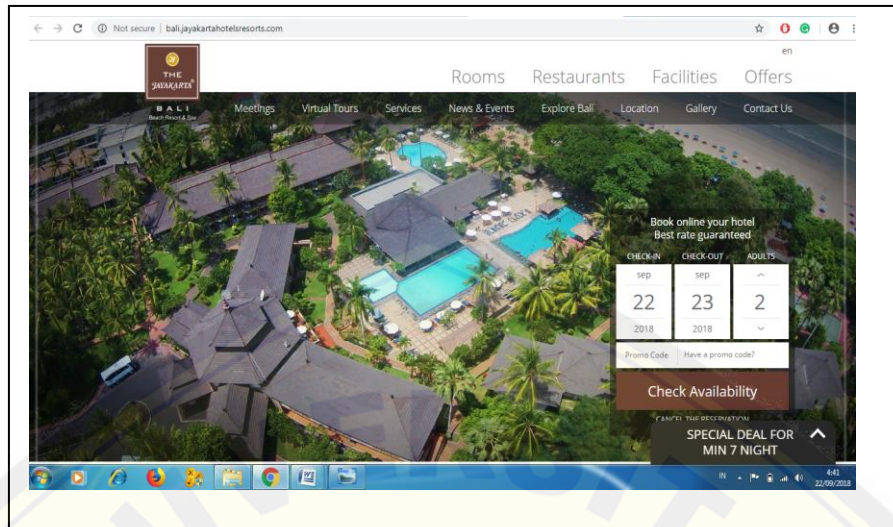 Not secure | bali.jayakartahotelsresorts.com
en
THE
JAYAKARTA
BALI
Beach Resort & Spa
Rooms Restaurants Facilities Offers
Meetings Virtual Tours Services News & Events Explore Bali Location Gallery Contact Us
Book online your hotel
Best rate guaranteed
CHECK-IN CHECK-OUT ADULTS
sep sep
22 23 2
2018 2018
Promo Code Have a promo code?
Check Availability
CANCEL THE RESERVATION
SPECIAL DEAL FOR
MIN 7 NIGHT
IN
4:41
22/09/2018